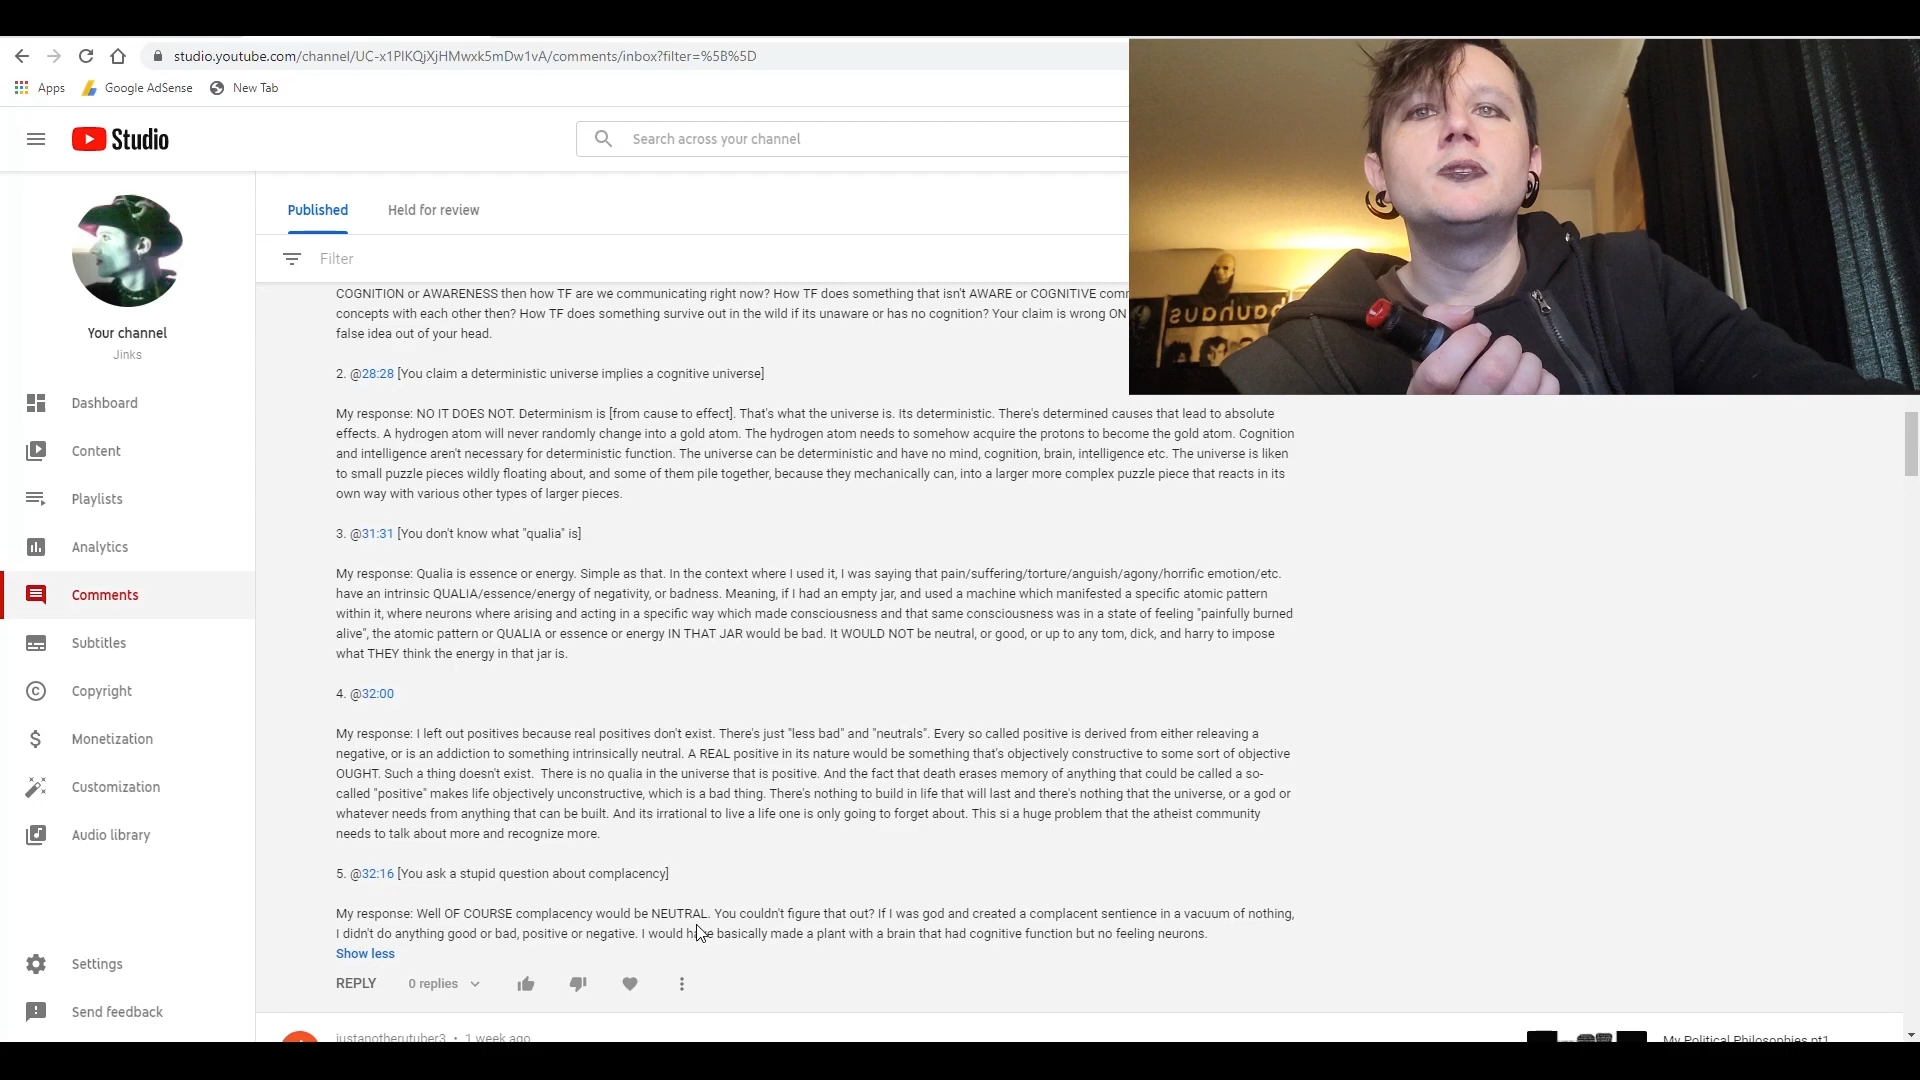 studio.youtube.com/channel/UC-x1PIKQjXjHMwxk5mDw1vA/comments/inbox?filter=%5B%5D
Apps
Google AdSense
New Tab
Studio
Search across your channel
Your channel
Jinks
Dashboard
Content
Playlists
Analytics
Comments
Subtitles
Copyright
Monetization
Customization
Audio library
Settings
Send feedback
Published
Held for review
Filter
COGNITION or AWARENESS then how TF are we communicating right now? How TF does something that isn't AWARE or COGNITIVE
concepts with each other then? How TF does something survive out in the wild if its unaware or has no cognition? Your claim is wrong ON
false idea out of your head.
2. @28:28 [You claim a deterministic universe implies a cognitive universe]
My response: NO IT DOES NOT. Determinism is [from cause to effect]. That's what the universe is. Its deterministic. There's determined causes that lead to absolute
effects. A hydrogen atom will never randomly change into a gold atom. The hydrogen atom needs to somehow acquire the protons to become the gold atom. Cognition
and intelligence aren't necessary for deterministic function. The universe can be deterministic and have no mind, cognition, brain, intelligence etc. The universe is liken
to small puzzle pieces wildly floating about, and some of them pile together, because they mechanically can, into a larger more complex puzzle piece that reacts in its
own way with various other types of larger pieces.
3. @31:31 [You don't know what "qualia" is]
My response: Qualia is essence or energy. Simple as that. In the context where I used it, I was saying that pain/suffering/torture/anguish/agony/horrific emotion/etc.
have an intrinsic QUALIA/essence/energy of negativity, or badness. Meaning, if I had an empty jar, and used a machine which manifested a specific atomic pattern
within it, where neurons where arising and acting in a specific way which made consciousness and that same consciousness was in a state of feeling "painfully burned
alive", the atomic pattern or QUALIA or essence or energy IN THAT JAR would be bad. It WOULD NOT be neutral, or good, or up to any tom, dick, and harry to impose
what THEY think the energy in that jar is.
4. @32:00
My response: I left out positives because real positives don't exist. There's just "less bad" and "neutrals". Every so called positive is derived from either releaving a
negative, or is an addiction to something intrinsically neutral. A REAL positive in its nature would be something that's objectively constructive to some sort of objective
OUGHT. Such a thing doesn't exist.  There is no qualia in the universe that is positive. And the fact that death erases memory of anything that could be called a so-
called "positive" makes life objectively unconstructive, which is a bad thing. There's nothing to build in life that will last and there's nothing that the universe, or a god or
whatever needs from anything that can be built. And its irrational to live a life one is only going to forget about. This si a huge problem that the atheist community
needs to talk about more and recognize more.
5. @32:16 [You ask a stupid question about complacency]
My response: Well OF COURSE complacency would be NEUTRAL. You couldn't figure that out? If I was god and created a complacent sentience in a vacuum of nothing,
I didn't do anything good or bad, positive or negative. I would have basically made a plant with a brain that had cognitive function but no feeling neurons.
Show less
REPLY
0 replies
justanotherutuber3 • 1 week ago
My Political Philosophies pt1
bauhaus